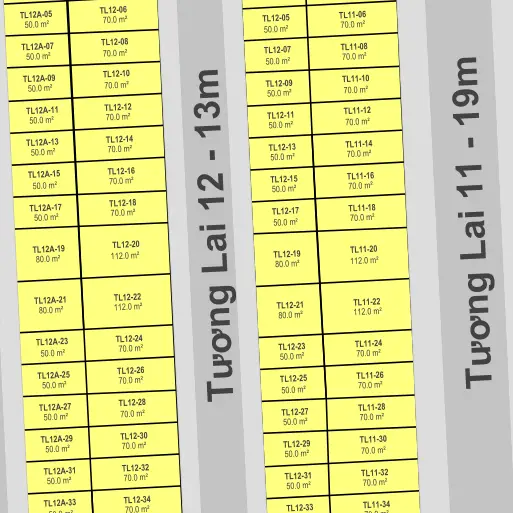 TL12A-05
50.0 m²
TL12-06
70.0 m²
TL12A-07
50.0 m²
TL12-08
70.0 m²
TL12A-09
50.0 m²
TL12-10
70.0 m²
TL12A-11
50.0 m²
TL12-12
70.0 m²
TL12A-13
50.0 m²
TL12-14
70.0 m²
TL12A-15
50.0 m²
TL12-16
70.0 m²
TL12A-17
50.0 m²
TL12-18
70.0 m²
TL12A-19
80.0 m²
TL12-20
112.0 m²
TL12A-21
80.0 m²
TL12-22
112.0 m²
TL12A-23
50.0 m²
TL12-24
70.0 m²
TL12A-25
50.0 m²
TL12-26
70.0 m²
TL12A-27
50.0 m²
TL12-28
70.0 m²
TL12A-29
50.0 m²
TL12-30
70.0 m²
TL12A-31
50.0 m²
TL12-32
70.0 m²
TL12A-33
50.0 m²
TL12-34
70.0 m²
Tương Lai 12 - 13m
TL12-05
50.0 m²
TL11-06
70.0 m²
TL12-07
50.0 m²
TL11-08
70.0 m²
TL12-09
50.0 m²
TL11-10
70.0 m²
TL12-11
50.0 m²
TL11-12
70.0 m²
TL12-13
50.0 m²
TL11-14
70.0 m²
TL12-15
50.0 m²
TL11-16
70.0 m²
TL12-17
50.0 m²
TL11-18
70.0 m²
TL12-19
80.0 m²
TL11-20
112.0 m²
TL12-21
80.0 m²
TL11-22
112.0 m²
TL12-23
50.0 m²
TL11-24
70.0 m²
TL12-25
50.0 m²
TL11-26
70.0 m²
TL12-27
50.0 m²
TL11-28
70.0 m²
TL12-29
50.0 m²
TL11-30
70.0 m²
TL12-31
50.0 m²
TL11-32
70.0 m²
TL12-33
TL11-34
Tương Lai 11 - 19m